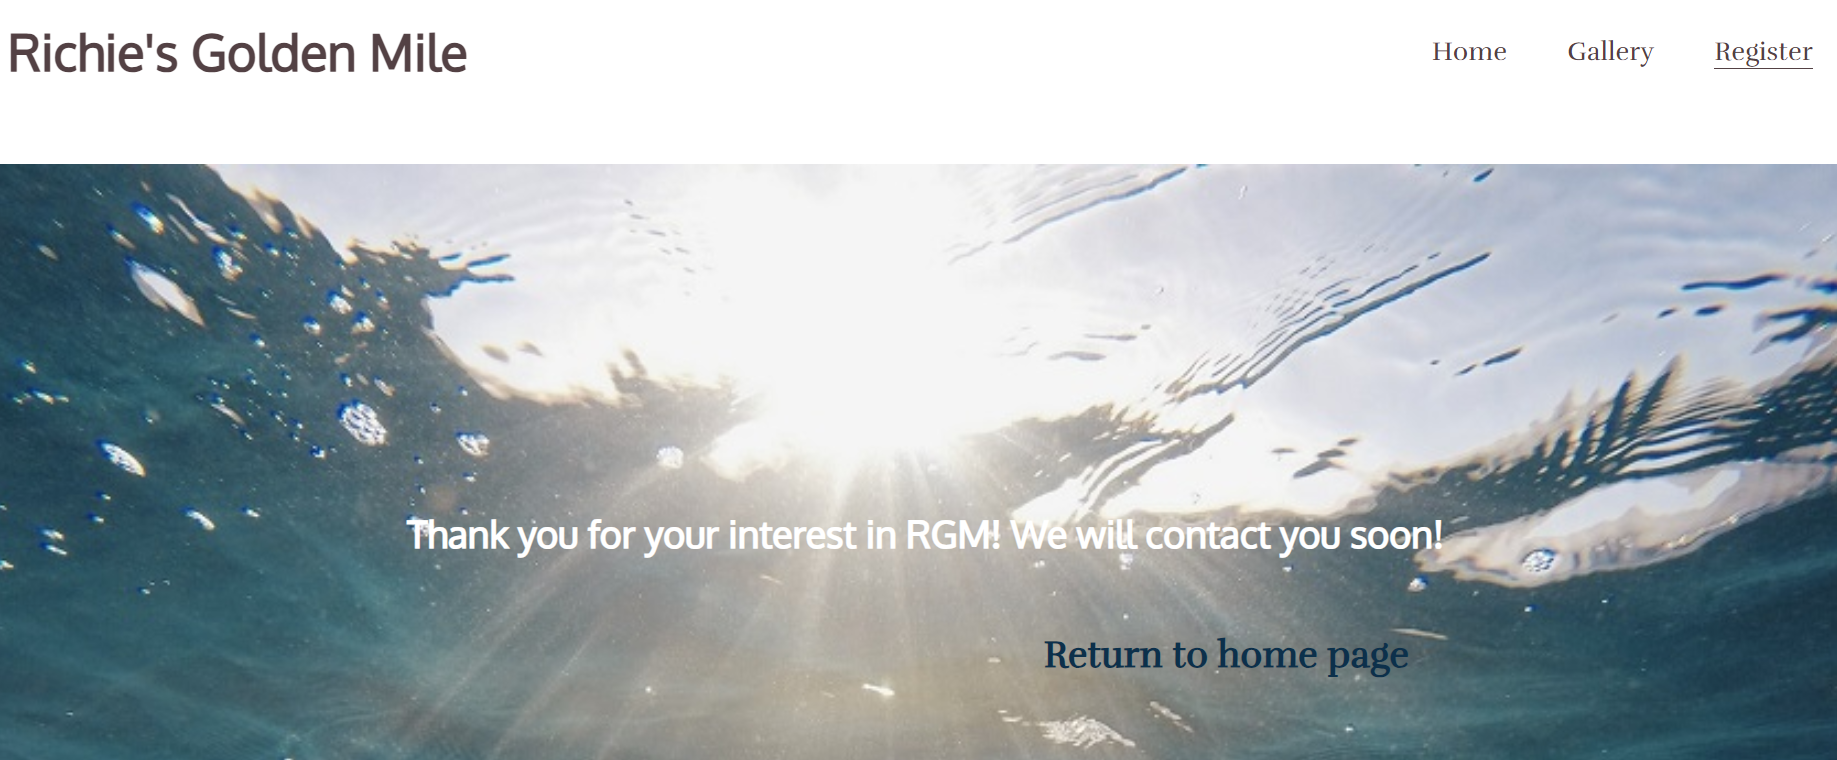 Richie's Golden Mile
Home Gallery Register
Thank you for your interest in RGM! We will contact you soon!
Return to home page